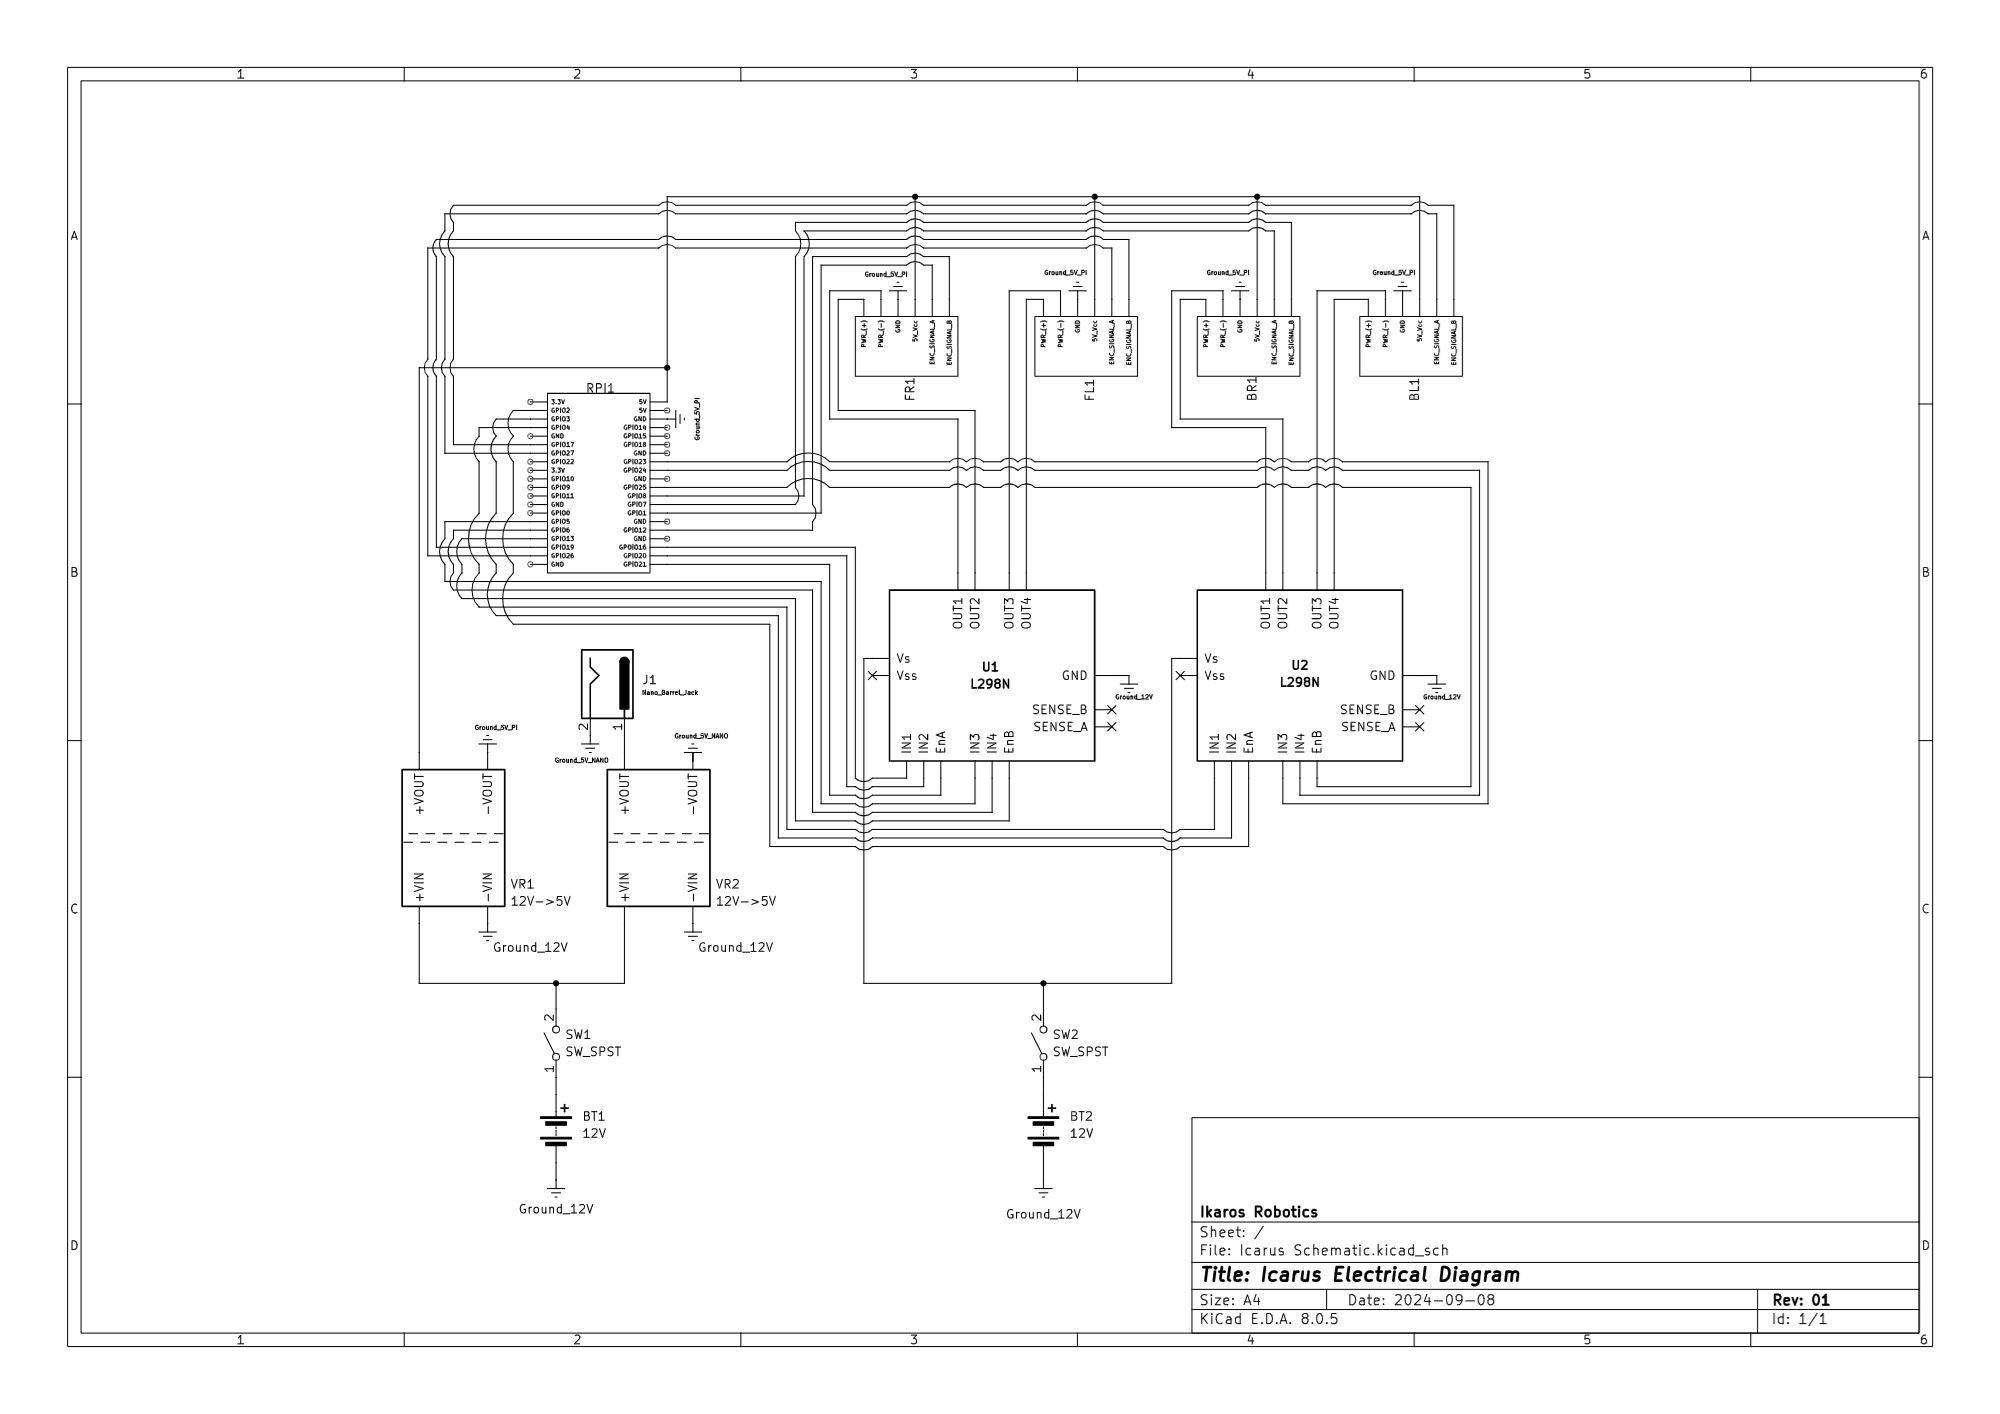 1 2 3 4 5 6
A A
Ground_5V_PI Ground_5V_PI Ground_5V_PI Ground_5V_PI
PWR_(+) PWR_(-) GND 5V_Vcc ENC_SIGNAL_A ENC_SIGNAL_B
FR1
PWR_(+) PWR_(-) GND 5V_Vcc ENC_SIGNAL_A ENC_SIGNAL_B
FL1
PWR_(+) PWR_(-) GND 5V_Vcc ENC_SIGNAL_A ENC_SIGNAL_B
BR1
PWR_(+) PWR_(-) GND 5V_Vcc ENC_SIGNAL_A ENC_SIGNAL_B
BL1
RPI1
3.3V 5V
GPIO2 5V
GPIO3 GND
GPIO4 GPIO14
GND GPIO15
GPIO17 GPIO18
GPIO27 GND
GPIO22 GPIO23
3.3V GPIO24
GPIO10 GND
GPIO9 GPIO25
GPIO11 GPIO8
GND GPIO7
GPIO0 GPIO1
GPIO5 GND
GPIO6 GPIO12
GPIO13 GND
GPIO19 GPOI016
GPIO26 GPIO20
GND GPIO21
Ground_5V_PI
B B
OUT1 OUT2 OUT3 OUT4
Vs
Vss
U1
L298N
GND
Ground_12V
SENSE_B
SENSE_A
IN1 IN2 EnA IN3 IN4 EnB
OUT1 OUT2 OUT3 OUT4
Vs
Vss
U2
L298N
GND
Ground_12V
SENSE_B
SENSE_A
IN1 IN2 EnA IN3 IN4 EnB
J1
Nano_Barrel_Jack
2 1
Ground_5V_NANO
Ground_5V_PI
Ground_5V_NANO
+VOUT -VOUT
+VIN -VIN
VR1
12V->5V
Ground_12V
+VOUT -VOUT
+VIN -VIN
VR2
12V->5V
Ground_12V
C C
2
SW1
SW_SPST
1
2
SW2
SW_SPST
1
+
BT1
12V
Ground_12V
+
BT2
12V
Ground_12V
D D
Ikaros Robotics
Sheet: /
File: Icarus Schematic.kicad_sch
Title: Icarus Electrical Diagram
Size: A4 Date: 2024-09-08 Rev: 01
KiCad E.D.A. 8.0.5 Id: 1/1
1 2 3 4 5 6